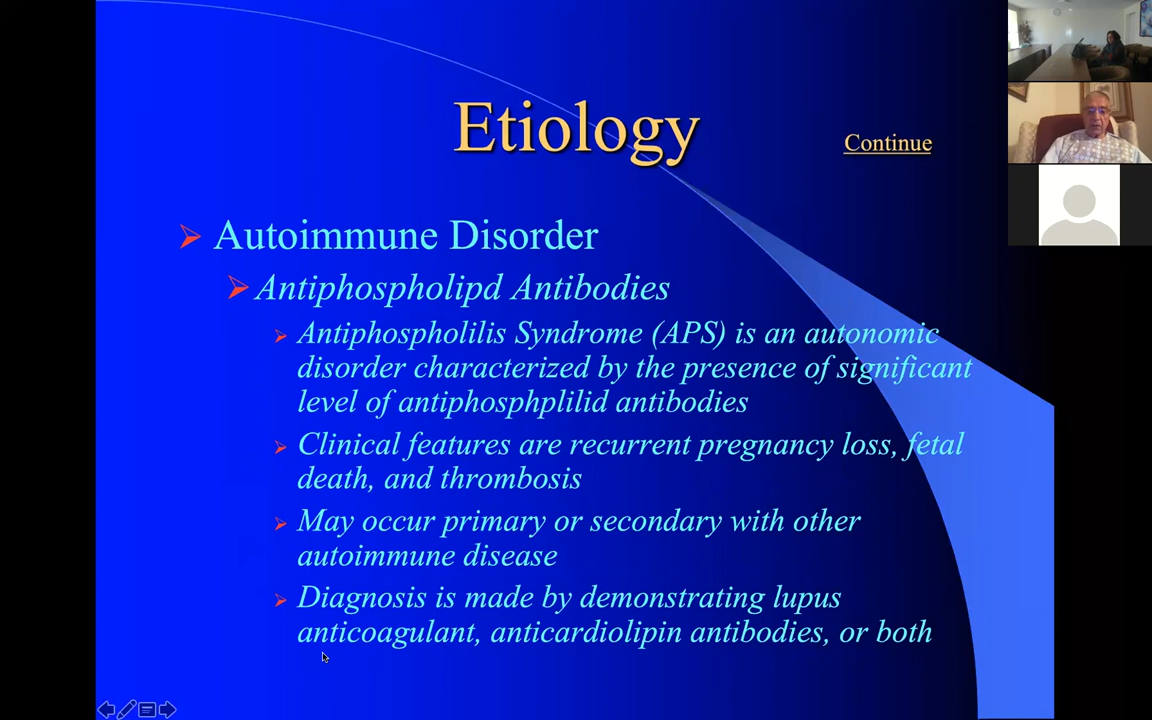 Etiology
Continue
Autoimmune Disorder
Antiphospholipd Antibodies
Antiphospholilis Syndrome (APS) is an autonomic
disorder characterized by the presence of significant
level of antiphosphplilid antibodies
Clinical features are recurrent pregnancy loss, fetal
death, and thrombosis
May occur primary or secondary with other
autoimmune disease
Diagnosis is made by demonstrating lupus
anticoagulant, anticardiolipin antibodies, or both